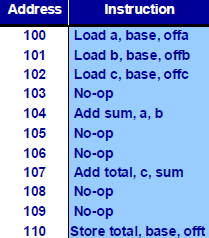 Address Instruction
100 Load a, base, offa
101 Load b, base, offb
102 Load c, base, offc
103 No-op
104 Add sum, a, b
105 No-op
106 No-op
107 Add total, c, sum
108 No-op
109 No-op
110 Store total, base, offt